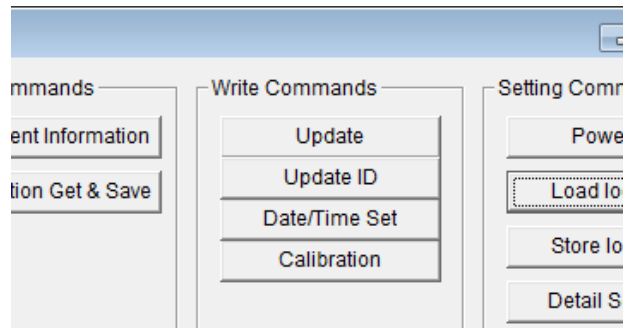 mmands
ent Information
tion Get & Save
Write Commands
Update
Update ID
Date/Time Set
Calibration
Setting Comm
Powe
Load lo
Store lo
Detail S